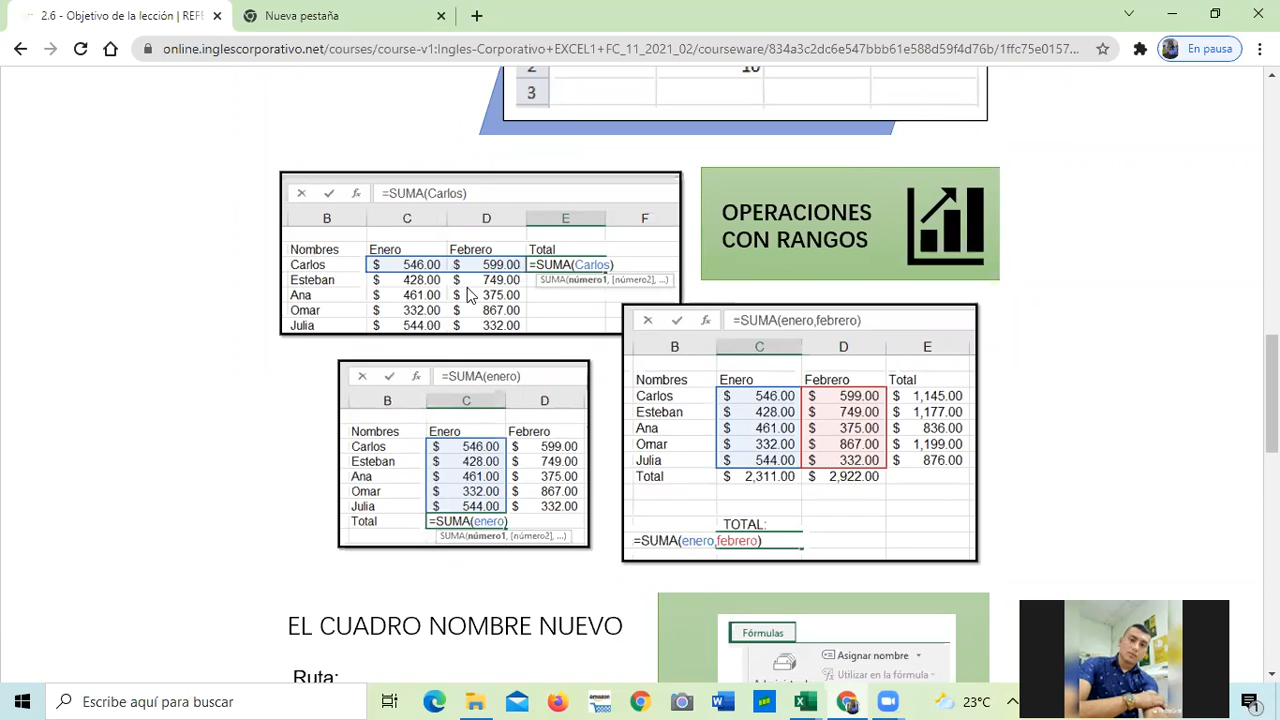 2.6 - Objetivo de la lección | REF
Nueva pestaña
online.inglescorporativo.net/courses/course-v1:Ingles-Corporativo+EXCEL1+FC_11_2021_02/courseware/834a3c2dc6e547bbb61e588d59f4d76b/1ffc75e0157...
En pausa
2 10
3
=SUMA(Carlos)
B C D E F
Nombres Enero Febrero Total
Carlos $ 546.00 $ 599.00 =SUMA(Carlos)
Esteban $ 428.00 $ 749.00 SUMA(número1, [número2], ...)
Ana $ 461.00 $ 375.00
Omar $ 332.00 $ 867.00
Julia $ 544.00 $ 332.00
OPERACIONES
CON RANGOS
=SUMA(enero,febrero)
B C D E
Nombres Enero Febrero Total
Carlos $ 546.00 $ 599.00 $ 1,145.00
Esteban $ 428.00 $ 749.00 $ 1,177.00
Ana $ 461.00 $ 375.00 $ 836.00
Omar $ 332.00 $ 867.00 $ 1,199.00
Julia $ 544.00 $ 332.00 $ 876.00
Total $ 2,311.00 $ 2,922.00
TOTAL:
=SUMA(enero,febrero)
=SUMA(enero)
B C D
Nombres Enero Febrero
Carlos $ 546.00 $ 599.00
Esteban $ 428.00 $ 749.00
Ana $ 461.00 $ 375.00
Omar $ 332.00 $ 867.00
Julia $ 544.00 $ 332.00
Total =SUMA(enero)
SUMA(número1, [número2], ...)
EL CUADRO NOMBRE NUEVO
Ruta:
Fórmulas
Asignar nombre
Utilizar en la fórmula
Escribe aquí para buscar
amazon
23°C
1